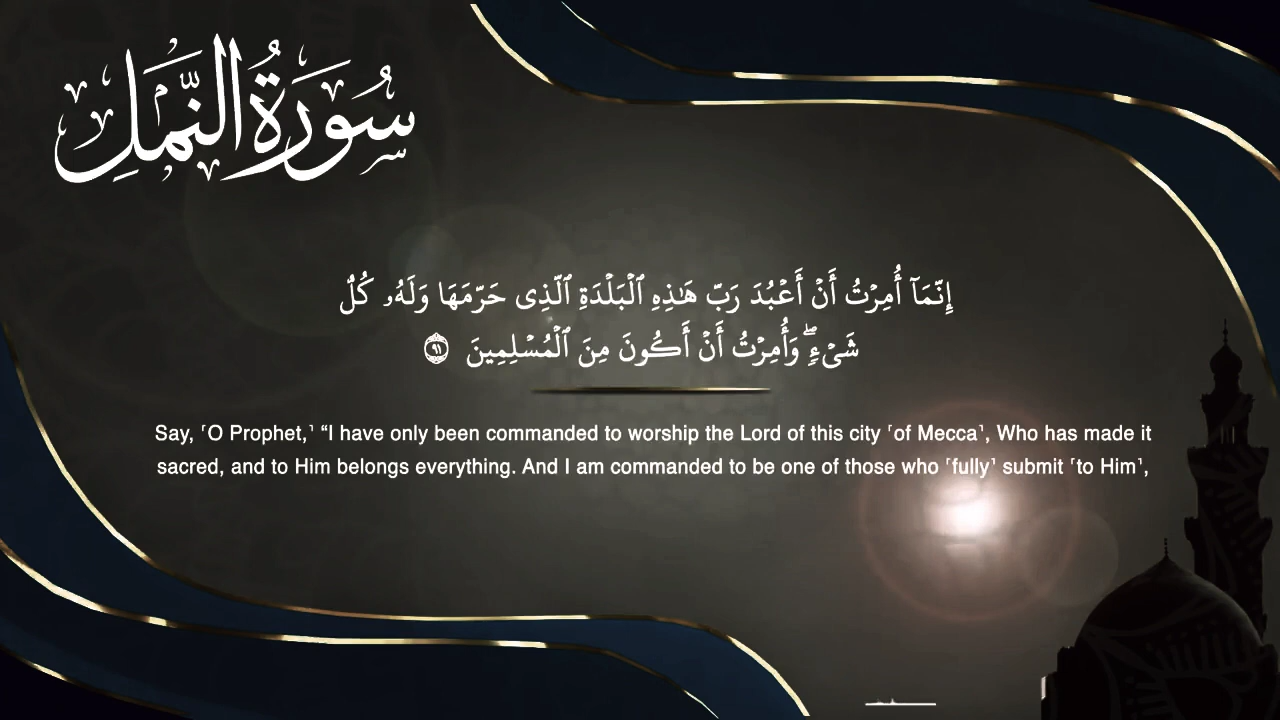 سُورَةُ النَّمل
إِنَّمَآ أُمِرْتُ أَنْ أَعْبُدَ رَبَّ هَـٰذِهِ ٱلْبَلْدَةِ ٱلَّذِى حَرَّمَهَا وَلَهُۥ كُلُّ
شَىْءٍۢ ۖ وَأُمِرْتُ أَنْ أَكُونَ مِنَ ٱلْمُسْلِمِينَ ٩١
Say, ˹O Prophet,˺ “I have only been commanded to worship the Lord of this city ˹of Mecca˺, Who has made it
sacred, and to Him belongs everything. And I am commanded to be one of those who ˹fully˺ submit ˹to Him˺,